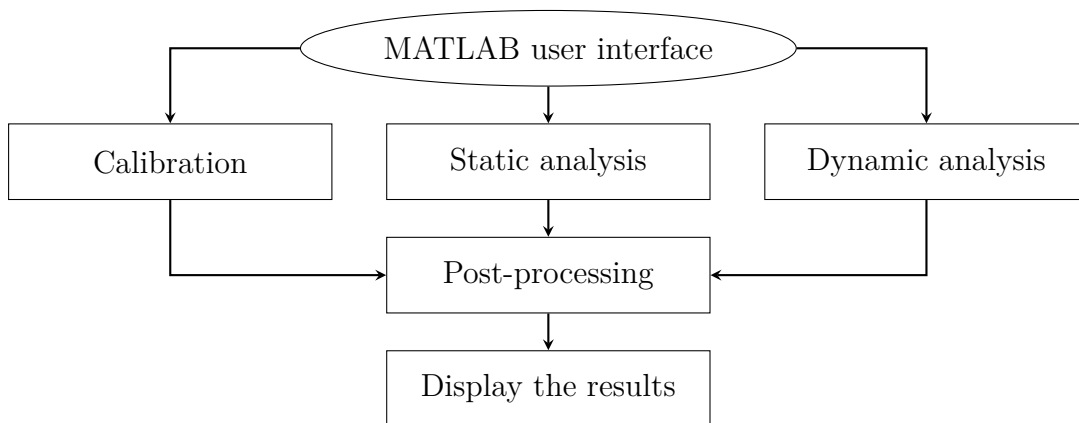 MATLAB user interface
Calibration
Static analysis
Dynamic analysis
Post-processing
Display the results